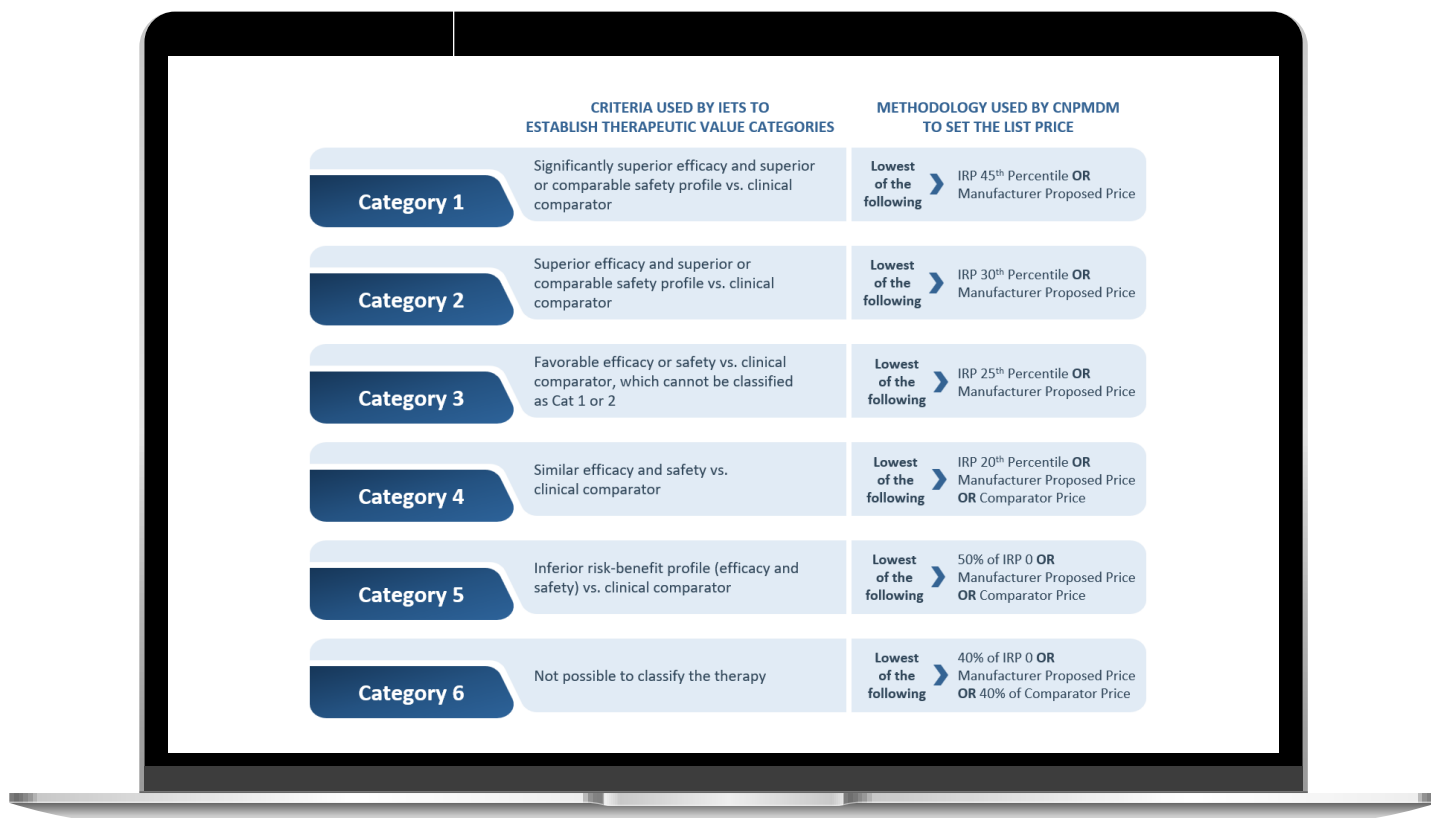 CRITERIA USED BY IETS TO
ESTABLISH THERAPEUTIC VALUE CATEGORIES
METHODOLOGY USED BY CNPMDM
TO SET THE LIST PRICE
Category 1
Significantly superior efficacy and superior
or comparable safety profile vs. clinical
comparator
Lowest
of the
following
IRP 45th Percentile OR
Manufacturer Proposed Price
Category 2
Superior efficacy and superior or
comparable safety profile vs. clinical
comparator
Lowest
of the
following
IRP 30th Percentile OR
Manufacturer Proposed Price
Category 3
Favorable efficacy or safety vs. clinical
comparator, which cannot be classified
as Cat 1 or 2
Lowest
of the
following
IRP 25th Percentile OR
Manufacturer Proposed Price
Category 4
Similar efficacy and safety vs.
clinical comparator
Lowest
of the
following
IRP 20th Percentile OR
Manufacturer Proposed Price
OR Comparator Price
Category 5
Inferior risk-benefit profile (efficacy and
safety) vs. clinical comparator
Lowest
of the
following
50% of IRP 0 OR
Manufacturer Proposed Price
OR Comparator Price
Category 6
Not possible to classify the therapy
Lowest
of the
following
40% of IRP 0 OR
Manufacturer Proposed Price
OR 40% of Comparator Price